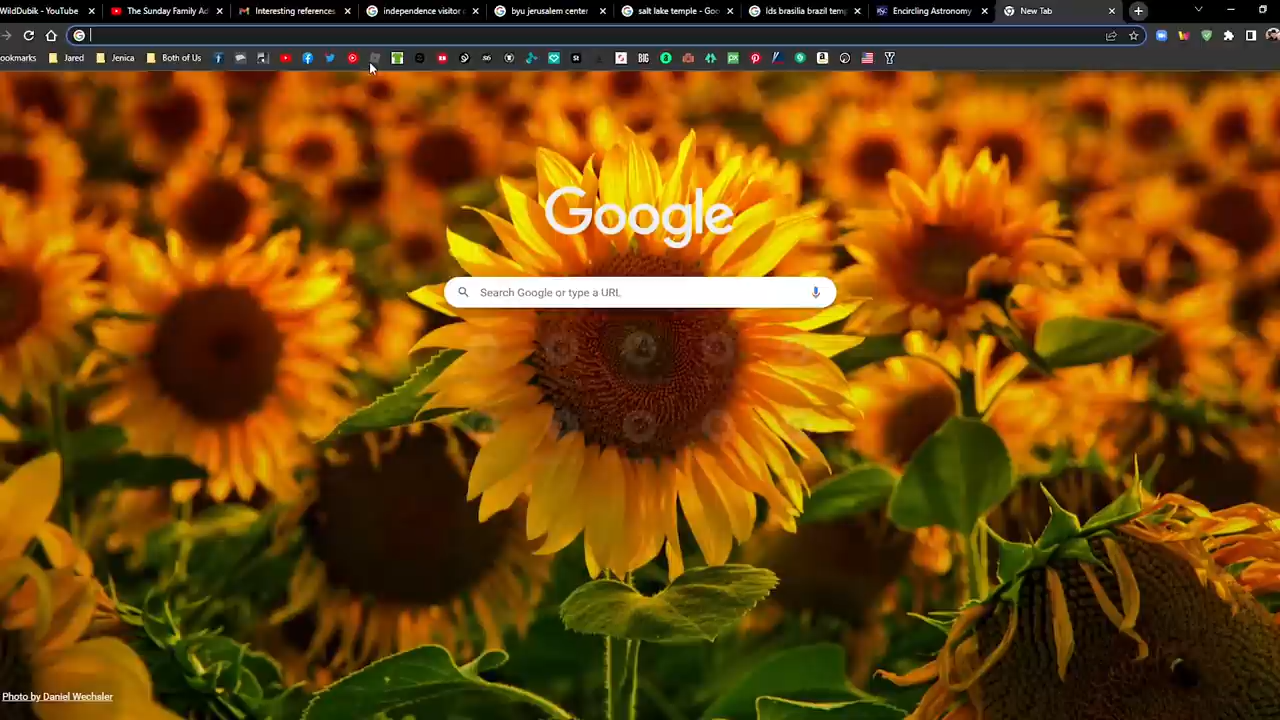 WildDubik - YouTube
The Sunday Family Ad
Interesting references
independence visitor c
byu jerusalem center
salt lake temple - Goo
lds brasilia brazil temp
Encircling Astronomy
New Tab
ookmarks
Jared
Jenica
Both of Us
BIG
Google
Search Google or type a URL
Photo by Daniel Wechsler